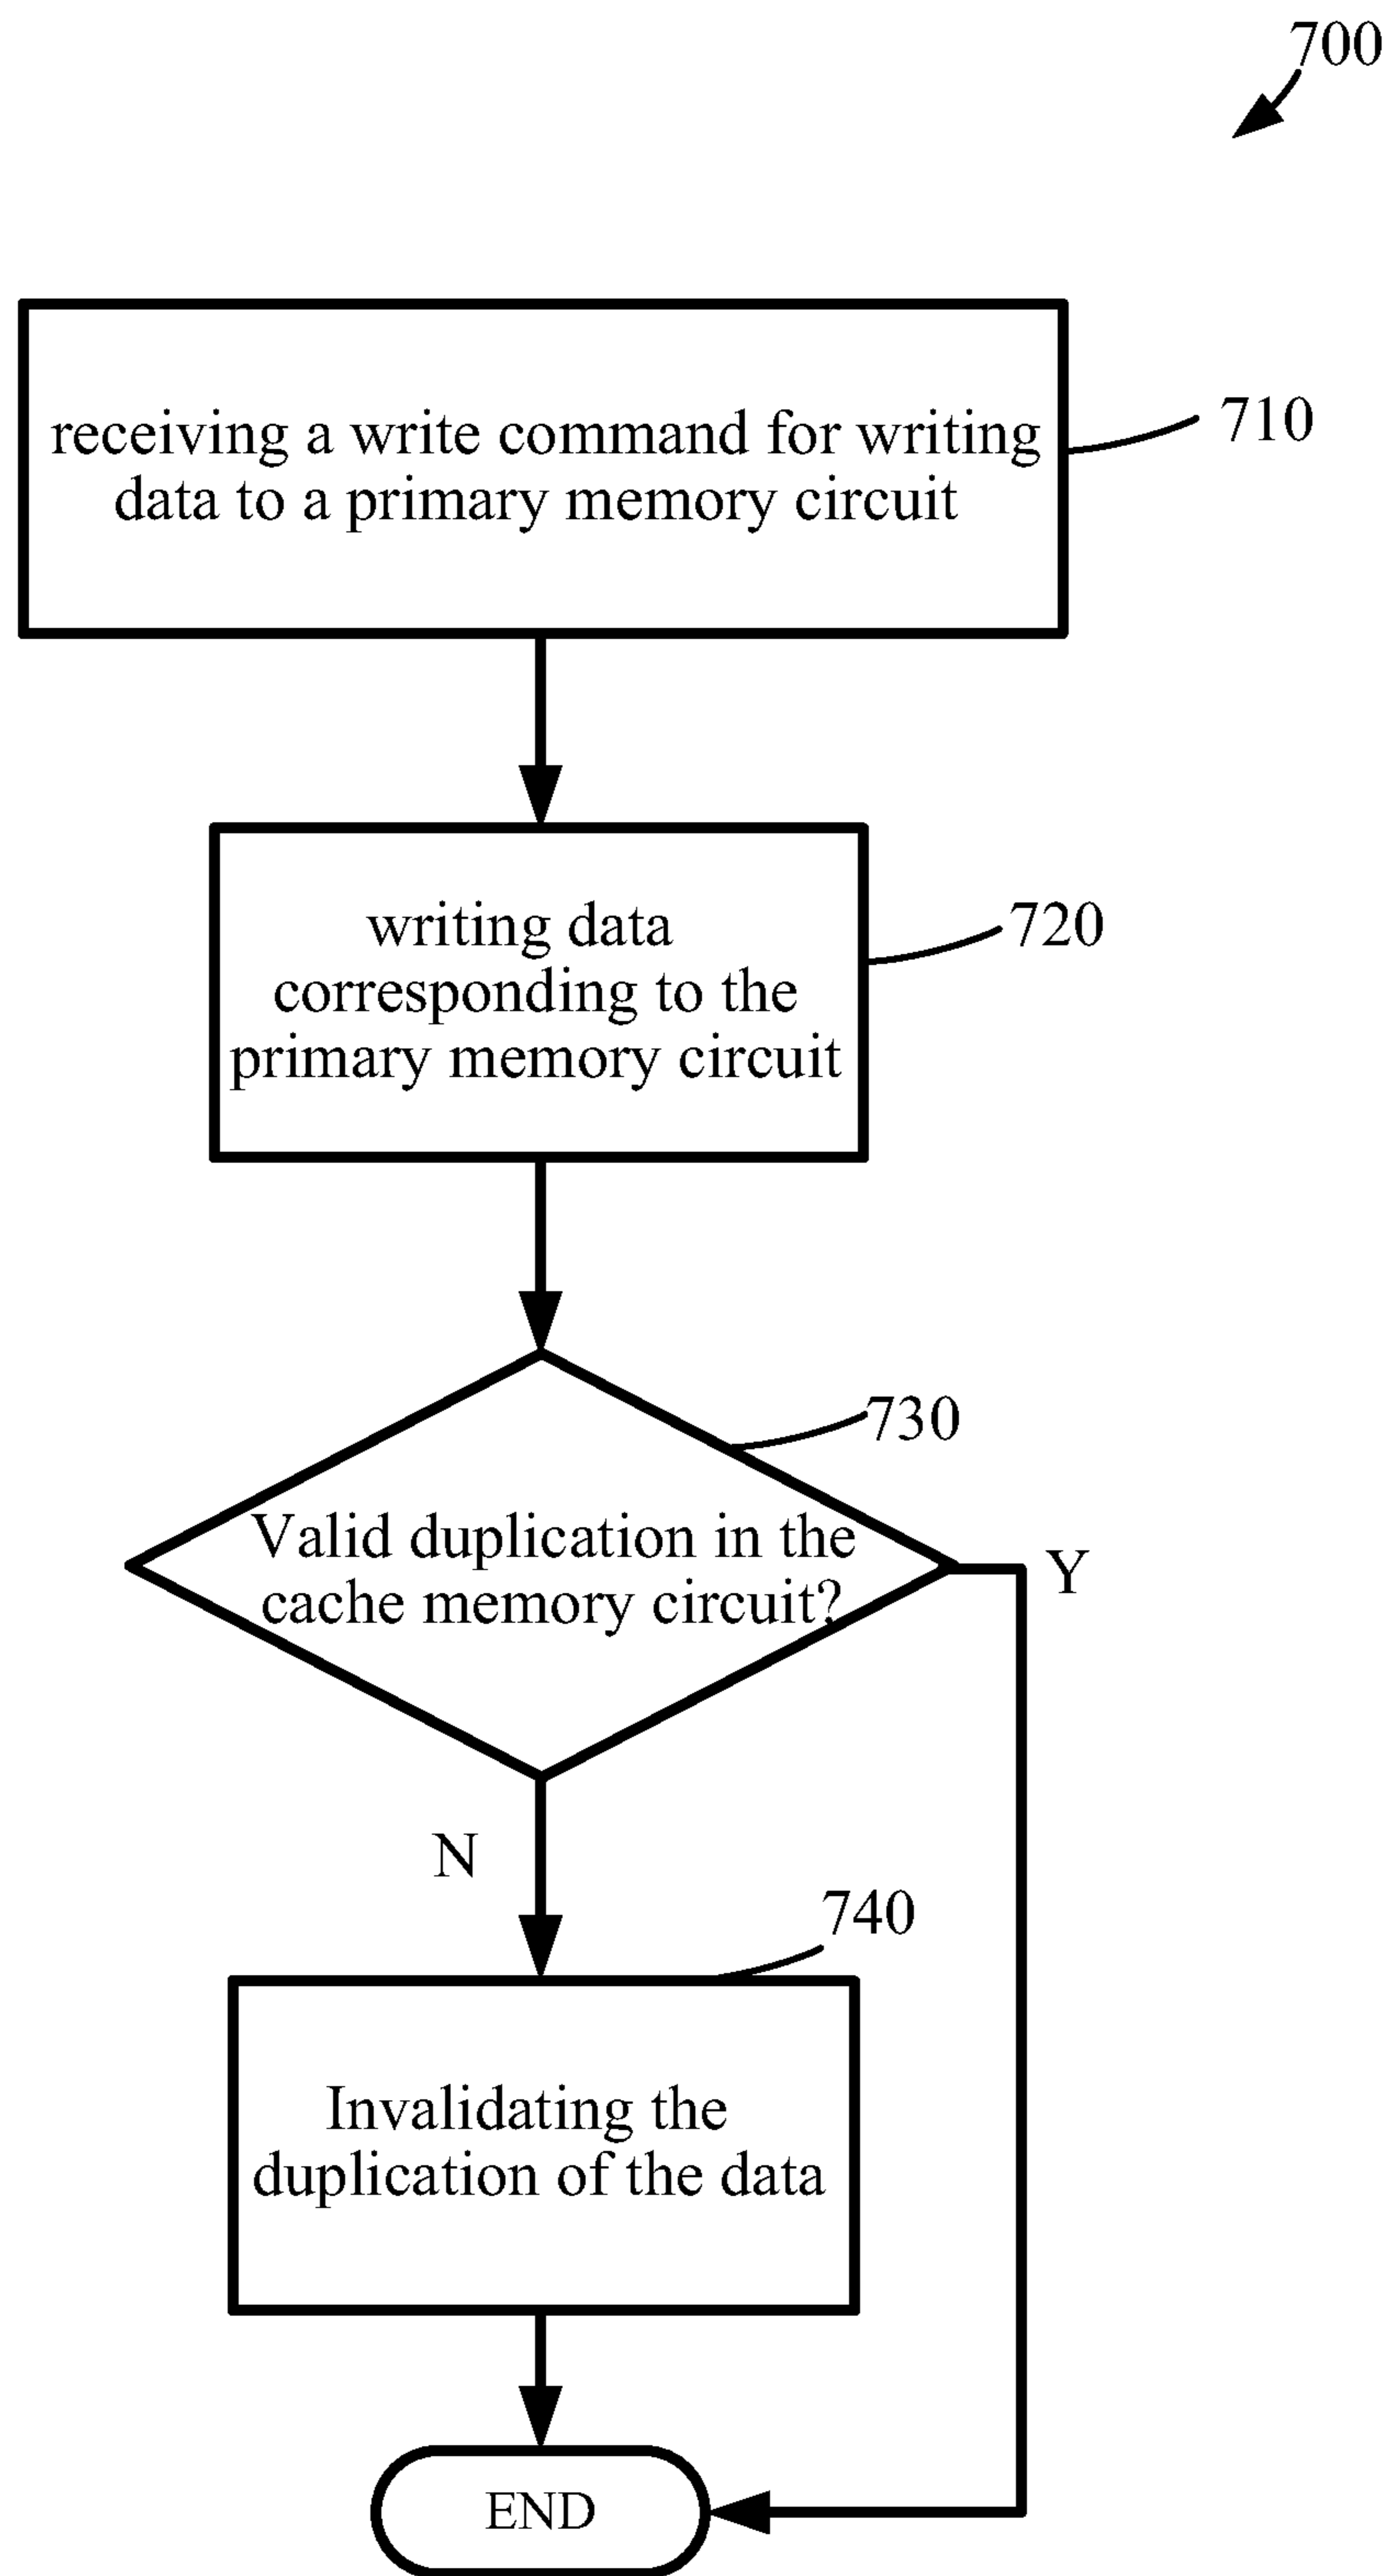 700
receiving a write command for writing
data to a primary memory circuit
710
writing data
corresponding to the
primary memory circuit
720
730
Valid duplication in the
cache memory circuit?
Y
N
740
Invalidating the
duplication of the data
END